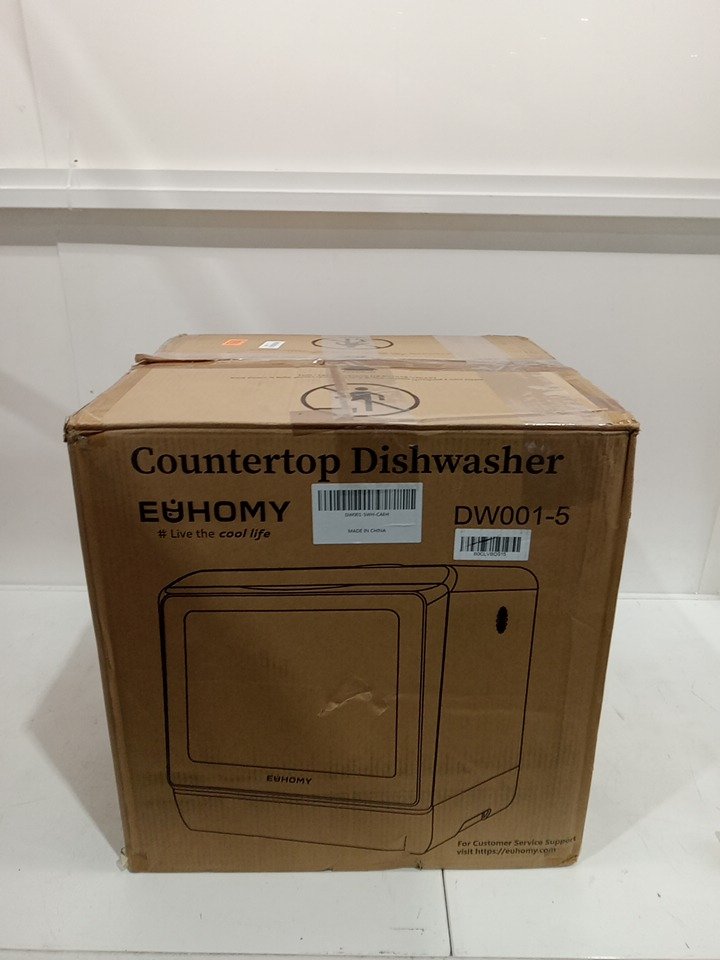 Countertop Dishwasher
EUHOMY
# Live the cool life
MADE IN CHINA
DW001-5
EUHOMY
For Customer Service Support
visit https://euhomy.com